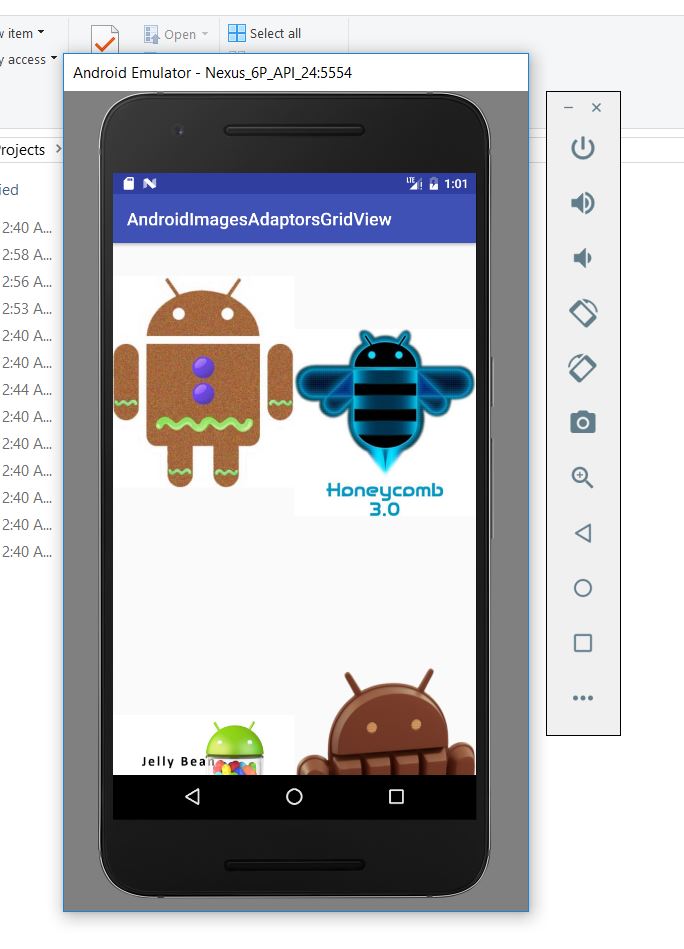 w item
Open
Select all
y access
Android Emulator - Nexus_6P_API_24:5554
rojects
ied
2:40 A...
2:58 A...
2:56 A...
2:53 A...
2:40 A...
2:40 A...
2:44 A...
2:40 A...
2:40 A...
2:40 A...
2:40 A...
2:40 A...
2:40 A...
LTE 1:01
AndroidImagesAdaptorsGridView
Honeycomb
3.0
Jelly Bean